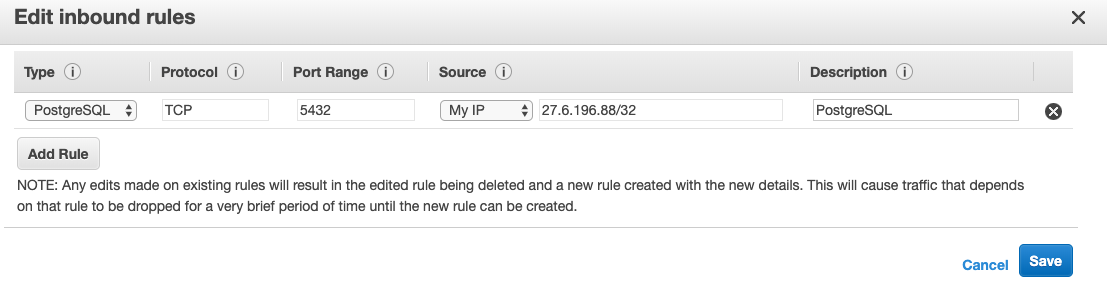 Edit inbound rules
Type Protocol Port Range Source Description
PostgreSQL TCP 5432 My IP 27.6.196.88/32 PostgreSQL
Add Rule
NOTE: Any edits made on existing rules will result in the edited rule being deleted and a new rule created with the new details. This will cause traffic that depends
on that rule to be dropped for a very brief period of time until the new rule can be created.
Cancel Save